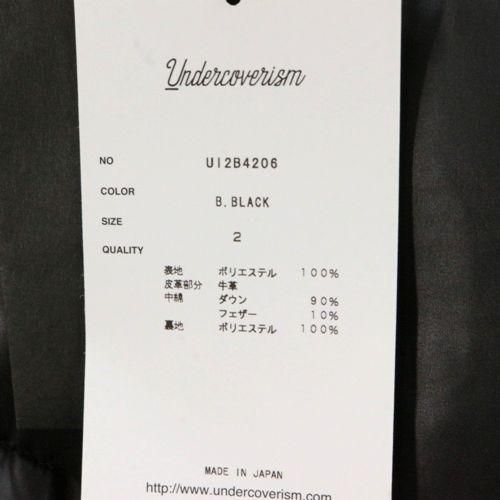 Undercoverism
NO UI2B4206
COLOR B.BLACK
SIZE 2
QUALITY
表地 ポリエステル 100%
皮革部分 牛革
中綿 ダウン 90%
フェザー 10%
裏地 ポリエステル 100%
MADE IN JAPAN
http://www.undercoverism.com